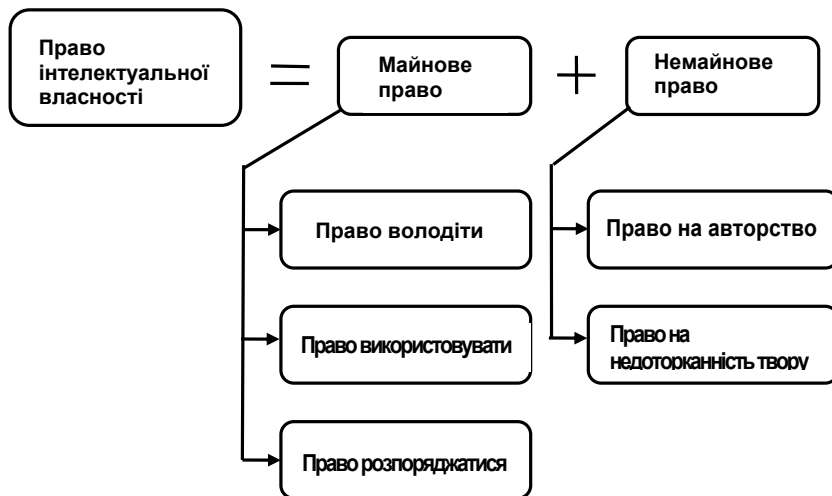 Право
інтелектуальної
власності
=
Майнове
право
+
Немайнове
право
Право володіти
Право використовувати
Право розпоряджатися
Право на авторство
Право на
недоторканність твору